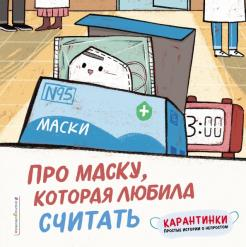 N95
МАСКИ
3:00
ПРО МАСКУ,
КОТОРАЯ ЛЮБИЛА
СЧИТАТЬ
КАРАНТИНКИ
ПРОСТЫЕ ИСТОРИИ О НЕПРОСТОМ